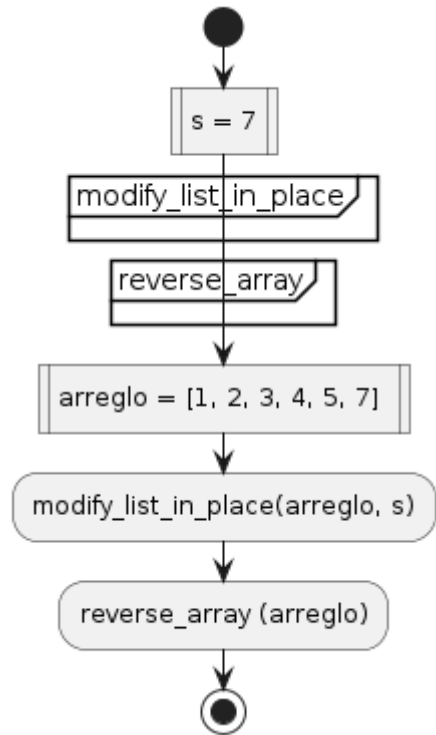 s = 7
modify_list_in_place
reverse_array
arreglo = [1, 2, 3, 4, 5, 7]
modify_list_in_place(arreglo, s)
reverse_array (arreglo)